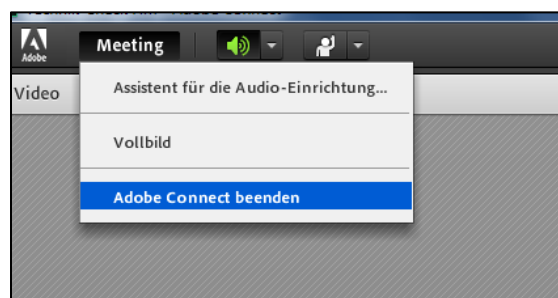 Adobe
Meeting
Video
Assistent für die Audio-Einrichtung...
Vollbild
Adobe Connect beenden